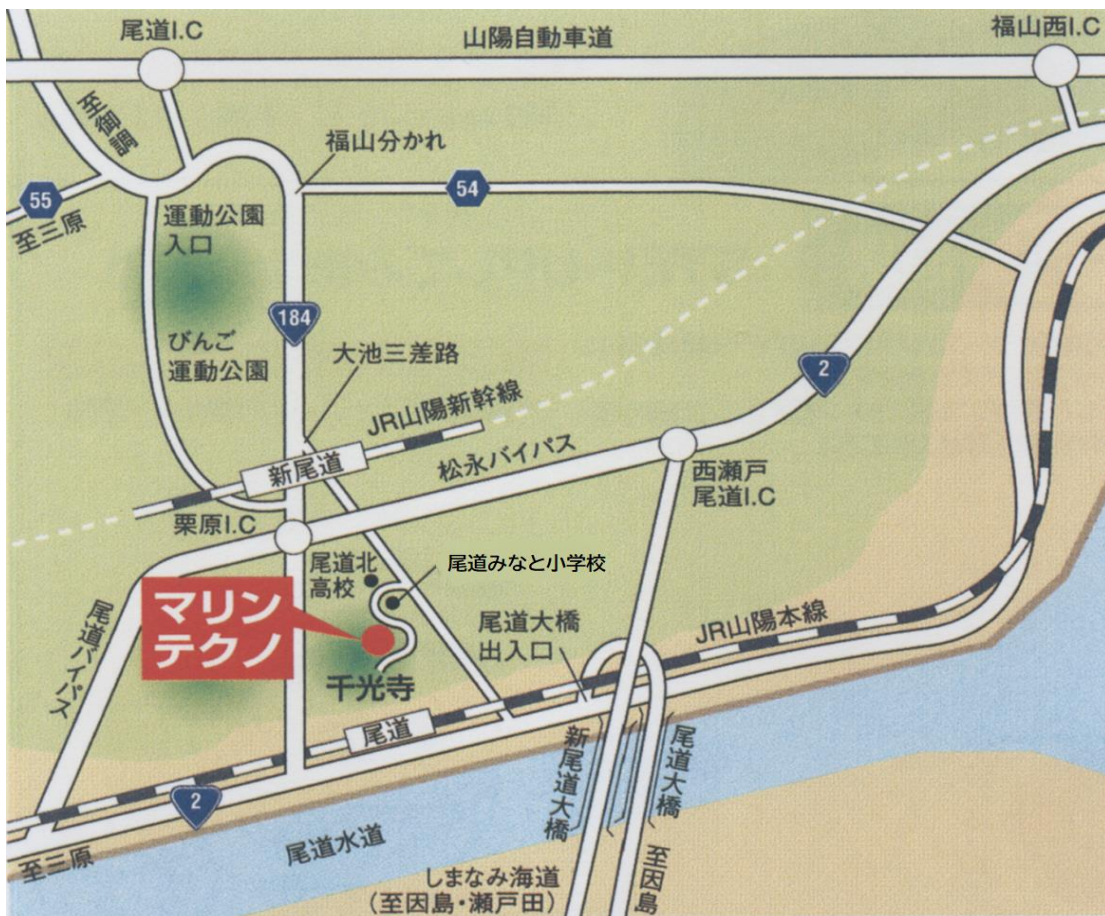 尾道I.C
山陽自動車道
福山西I.C
至御調
福山分かれ
55
54
至三原
運動公園
入口
184
びんご
運動公園
大池三差路
2
JR山陽新幹線
新尾道
松永バイパス
西瀬戸
尾道I.C
栗原I.C
尾道北
高校
尾道みなと小学校
マリン
テクノ
尾道バイパス
千光寺
尾道大橋
出入口
JR山陽本線
尾道
新尾道大橋
尾道大橋
2
尾道水道
至三原
しまなみ海道
(至因島・瀬戸田)
至因島